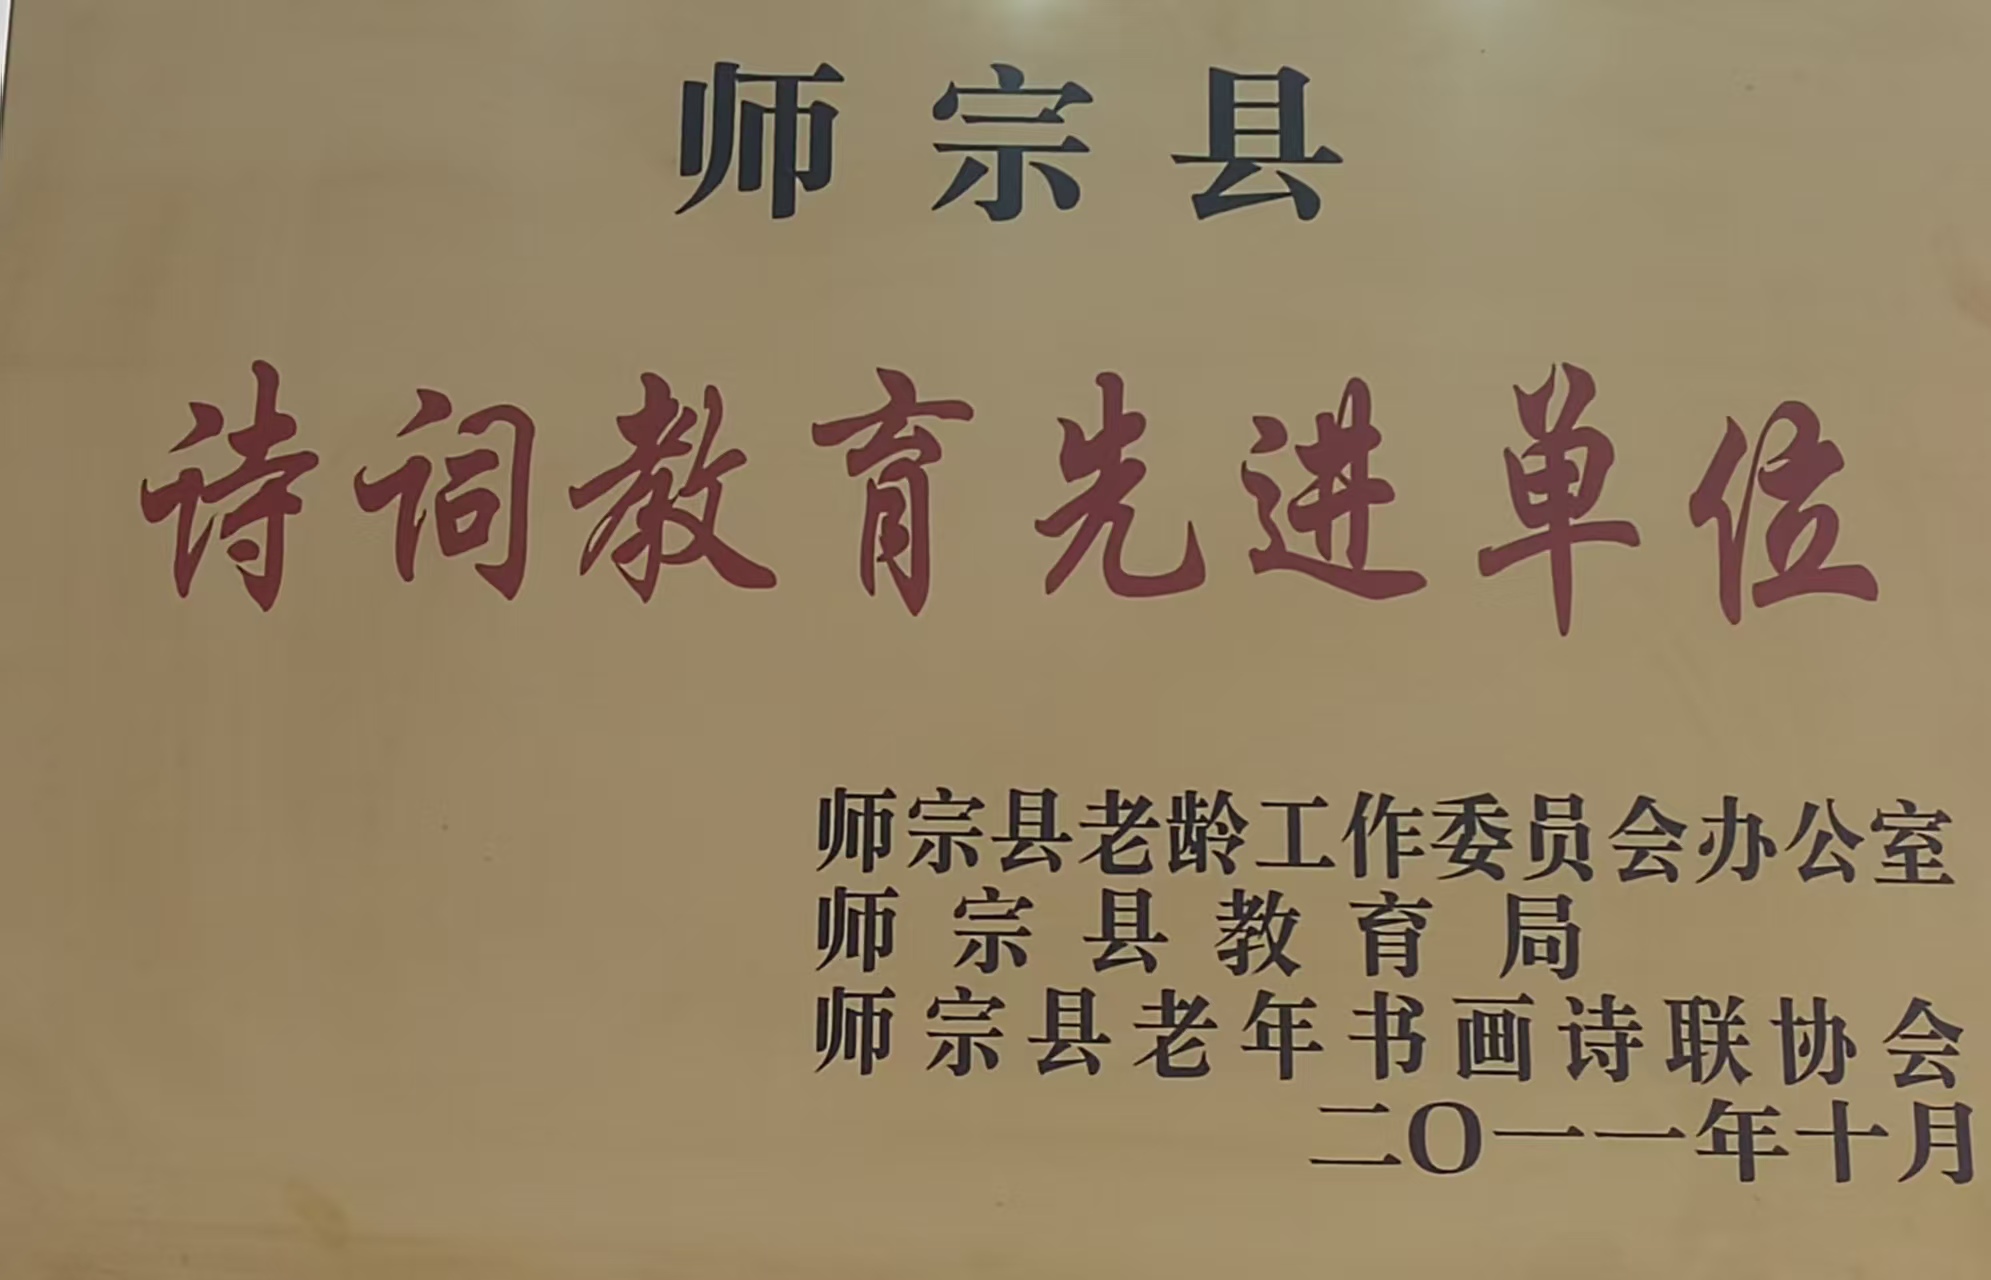 师宗县
诗词教育先进单位
师宗县老龄工作委员会办公室
师宗县教育局
师宗县老年书画诗联协会
二〇一一年十月